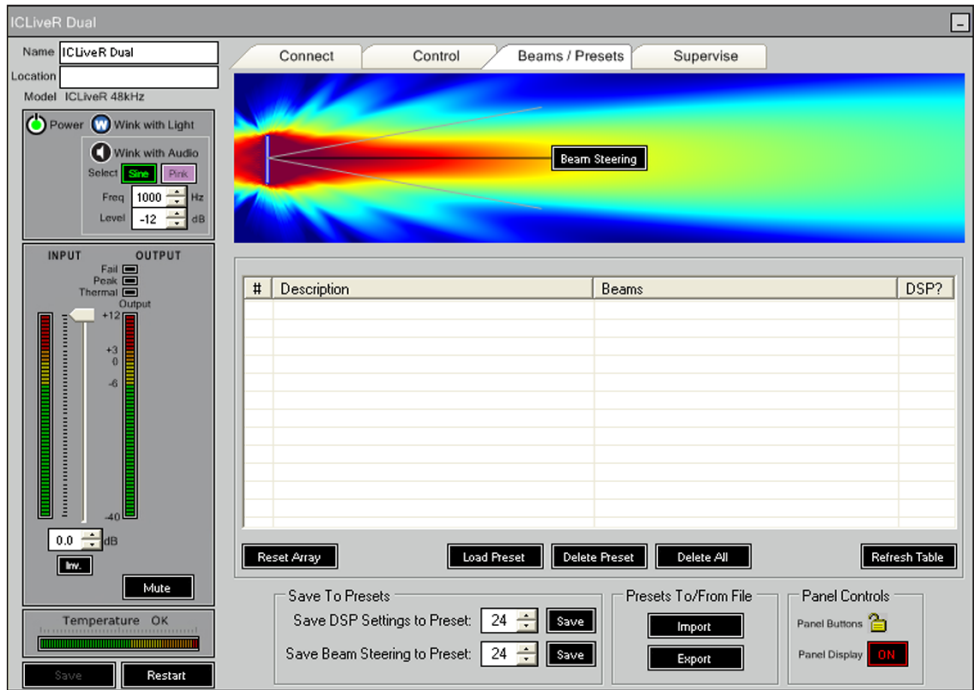 ICLiveR Dual
Name ICLiveR Dual
Location
Model ICLiveR 48kHz
Connect Control Beams / Presets Supervise
Power W Wink with Light
Wink with Audio
Select Sine Pink
Freq 1000 Hz
Level -12 dB
Beam Steering
INPUT OUTPUT
Fail
Peak
Thermal
Output
+12
+3
0
-6
-40
0.0 dB
Inv.
Mute
Temperature OK
Save Restart
# Description Beams DSP?
Reset Array Load Preset Delete Preset Delete All Refresh Table
Save To Presets
Save DSP Settings to Preset: 24 Save
Save Beam Steering to Preset: 24 Save
Presets To/From File
Import
Export
Panel Controls
Panel Buttons
Panel Display ON